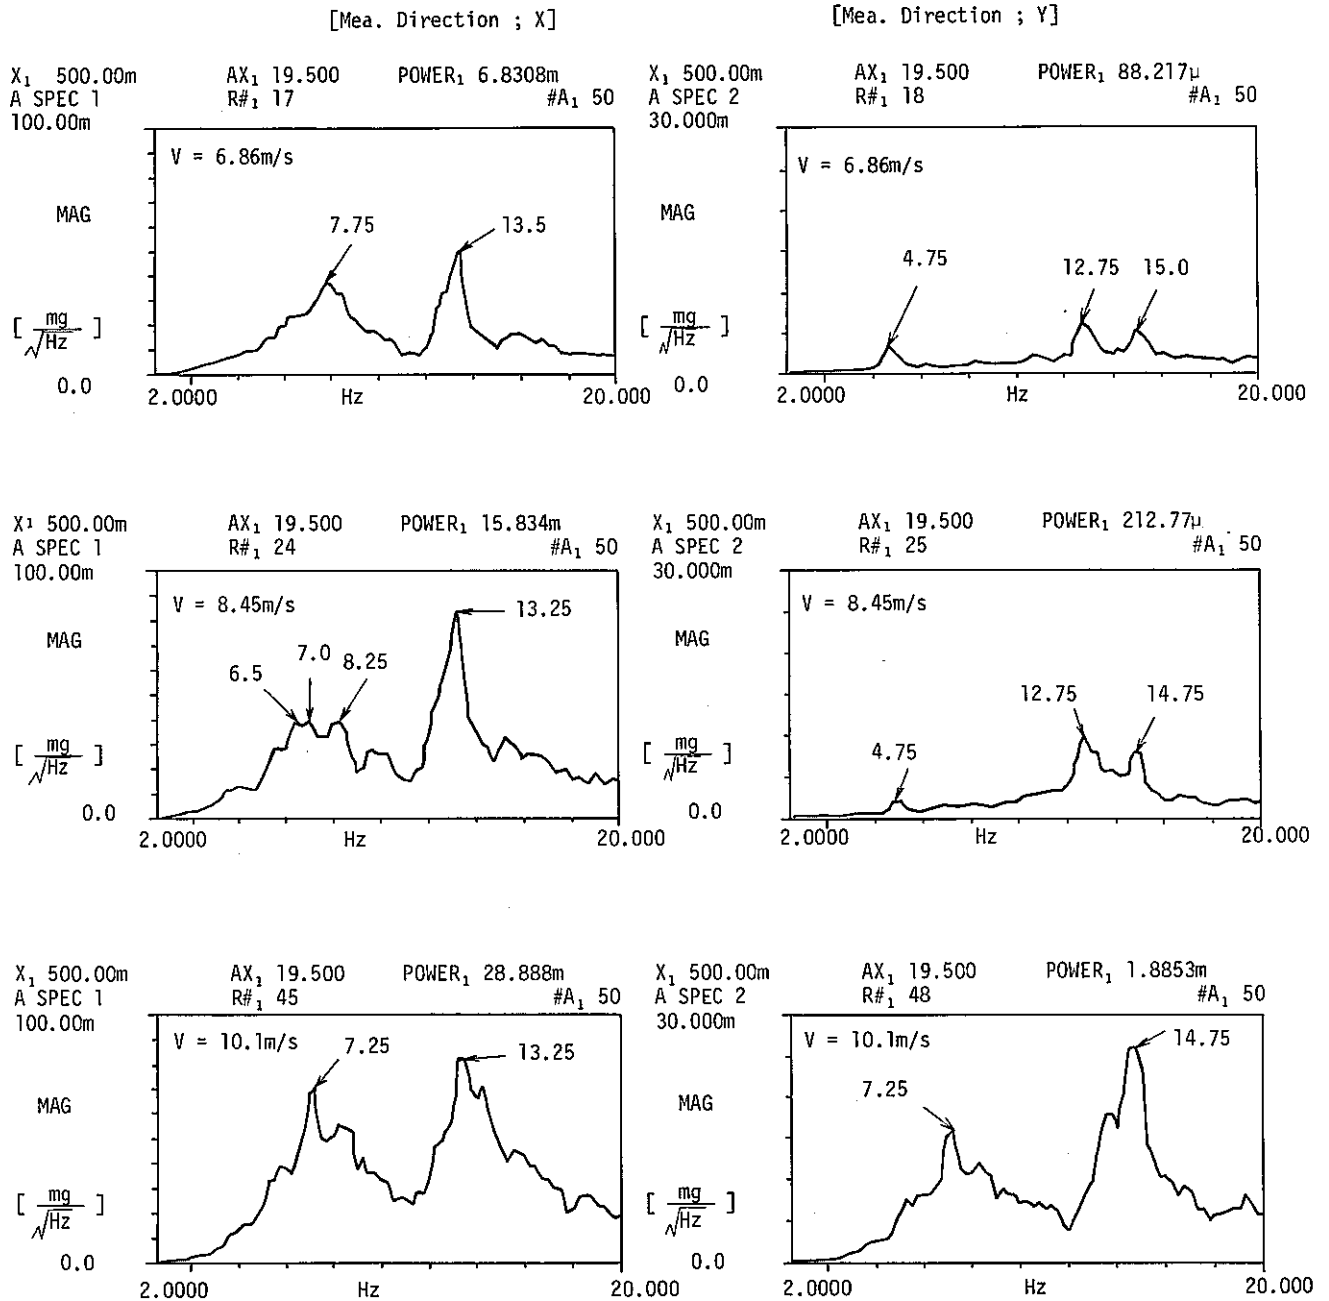 [Mea. Direction ; X]
[Mea. Direction ; Y]
X₁ 500.00m AX₁ 19.500 POWER₁ 6.8308m
A SPEC 1 R#₁ 17 #A₁ 50
100.00m
V = 6.86m/s
MAG
7.75
13.5
[ mg/√Hz ]
0.0
2.0000 Hz 20.000
X₁ 500.00m AX₁ 19.500 POWER₁ 88.217μ
A SPEC 2 R#₁ 18 #A₁ 50
30.000m
V = 6.86m/s
MAG
4.75
12.75 15.0
[ mg/√Hz ]
0.0
2.0000 Hz 20.000
X¹ 500.00m AX₁ 19.500 POWER₁ 15.834m
A SPEC 1 R#₁ 24 #A₁ 50
100.00m
V = 8.45m/s
13.25
MAG
7.0
6.5 8.25
[ mg/√Hz ]
0.0
2.0000 Hz 20.000
X₁ 500.00m AX₁ 19.500 POWER₁ 212.77μ
A SPEC 2 R#₁ 25 #A₁ 50
30.000m
V = 8.45m/s
MAG
12.75 14.75
4.75
[ mg/√Hz ]
0.0
2.0000 Hz 20.000
X₁ 500.00m AX₁ 19.500 POWER₁ 28.888m
A SPEC 1 R#₁ 45 #A₁ 50
100.00m
V = 10.1m/s
7.25 13.25
MAG
[ mg/√Hz ]
0.0
2.0000 Hz 20.000
X₁ 500.00m AX₁ 19.500 POWER₁ 1.8853m
A SPEC 2 R#₁ 48 #A₁ 50
30.000m
V = 10.1m/s
14.75
7.25
MAG
[ mg/√Hz ]
0.0
2.0000 Hz 20.000